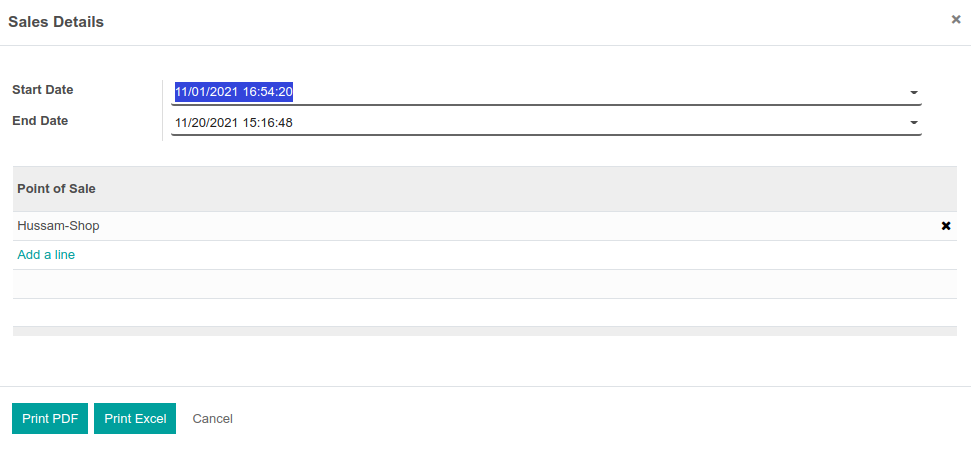 Sales Details
Start Date 11/01/2021 16:54:20
End Date 11/20/2021 15:16:48
Point of Sale
Hussam-Shop
Add a line
Print PDF Print Excel Cancel